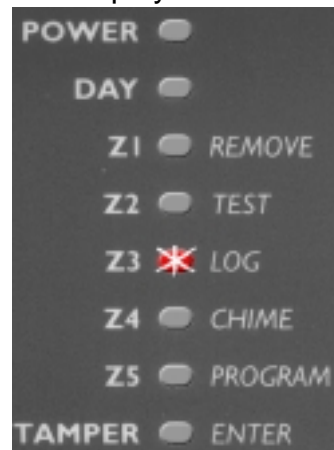 POWER
DAY
Z1 REMOVE
Z2 TEST
Z3 LOG
Z4 CHIME
Z5 PROGRAM
TAMPER ENTER